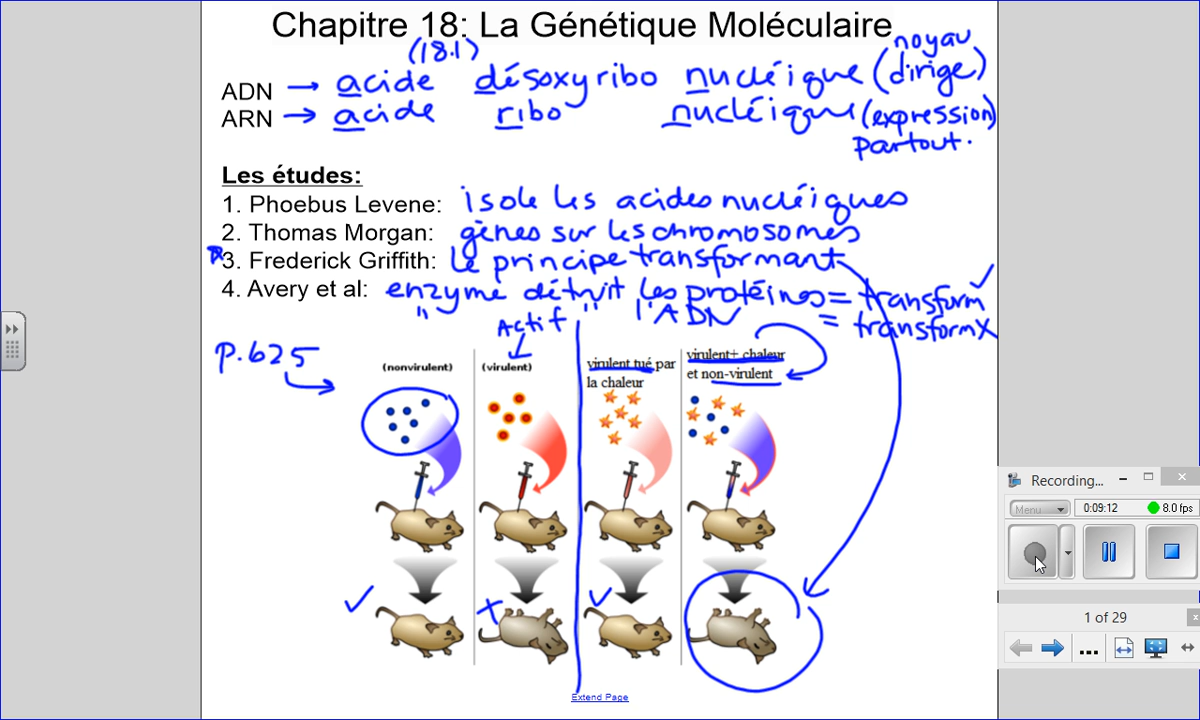 Chapitre 18: La Génétique Moléculaire
(18.1)
noyau
ADN → acide désoxyribo nucléique (dirige)
ARN → acide ribo nucléique (expression)
partout.
Les études:
1. Phoebus Levene: isole les acides nucléiques
2. Thomas Morgan: gènes sur les chromosomes
3. Frederick Griffith: le principe transformant
4. Avery et al: enzyme détruit les protéines = transform ✓
" " l'ADN = transform X
Actif
p.625
(nonvirulent)
(virulent)
virulent tué par
la chaleur
virulent+ chaleur
et non-virulent
Extend Page
Recording...
Menu
0:09:12
8.0 fps
1 of 29